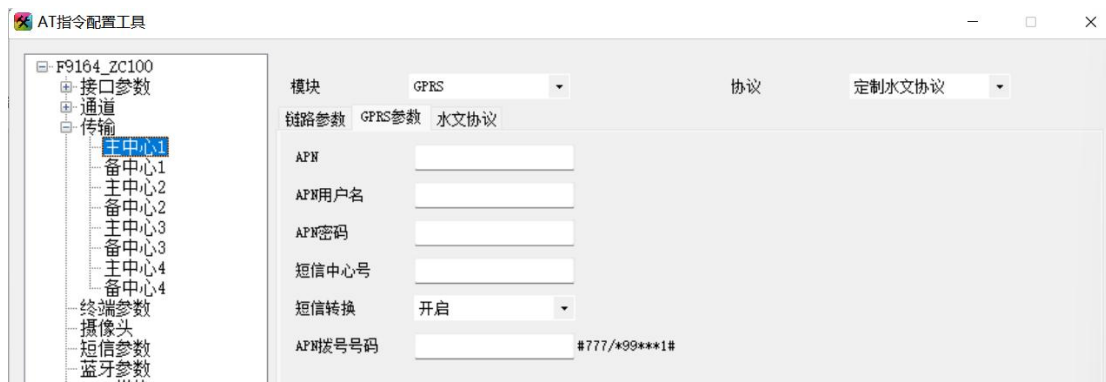 AT指令配置工具
F9164_ZC100
接口参数
通道
传输
主中心1
备中心1
主中心2
备中心2
主中心3
备中心3
主中心4
备中心4
终端参数
摄像头
短信参数
蓝牙参数
模块 GPRS 协议 定制水文协议
链路参数 GPRS参数 水文协议
APN
APN用户名
APN密码
短信中心号
短信转换 开启
APN拨号号码 #777/*99***1#